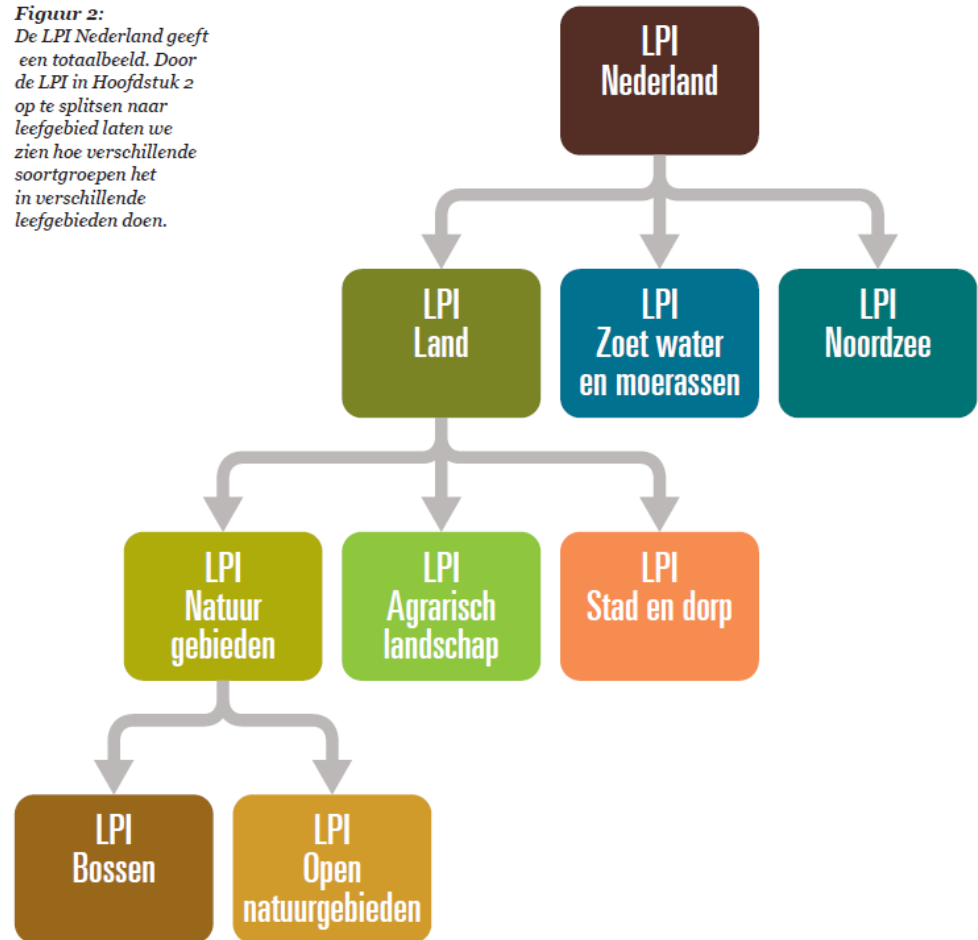 Figuur 2:
De LPI Nederland geeft
een totaalbeeld. Door
de LPI in Hoofdstuk 2
op te splitsen naar
leefgebied laten we
zien hoe verschillende
soortgroepen het
in verschillende
leefgebieden doen.
LPI
Nederland
LPI
Land
LPI
Zoet water
en moerassen
LPI
Noordzee
LPI
Natuur
gebieden
LPI
Agrarisch
landschap
LPI
Stad en dorp
LPI
Bossen
LPI
Open
natuurgebieden